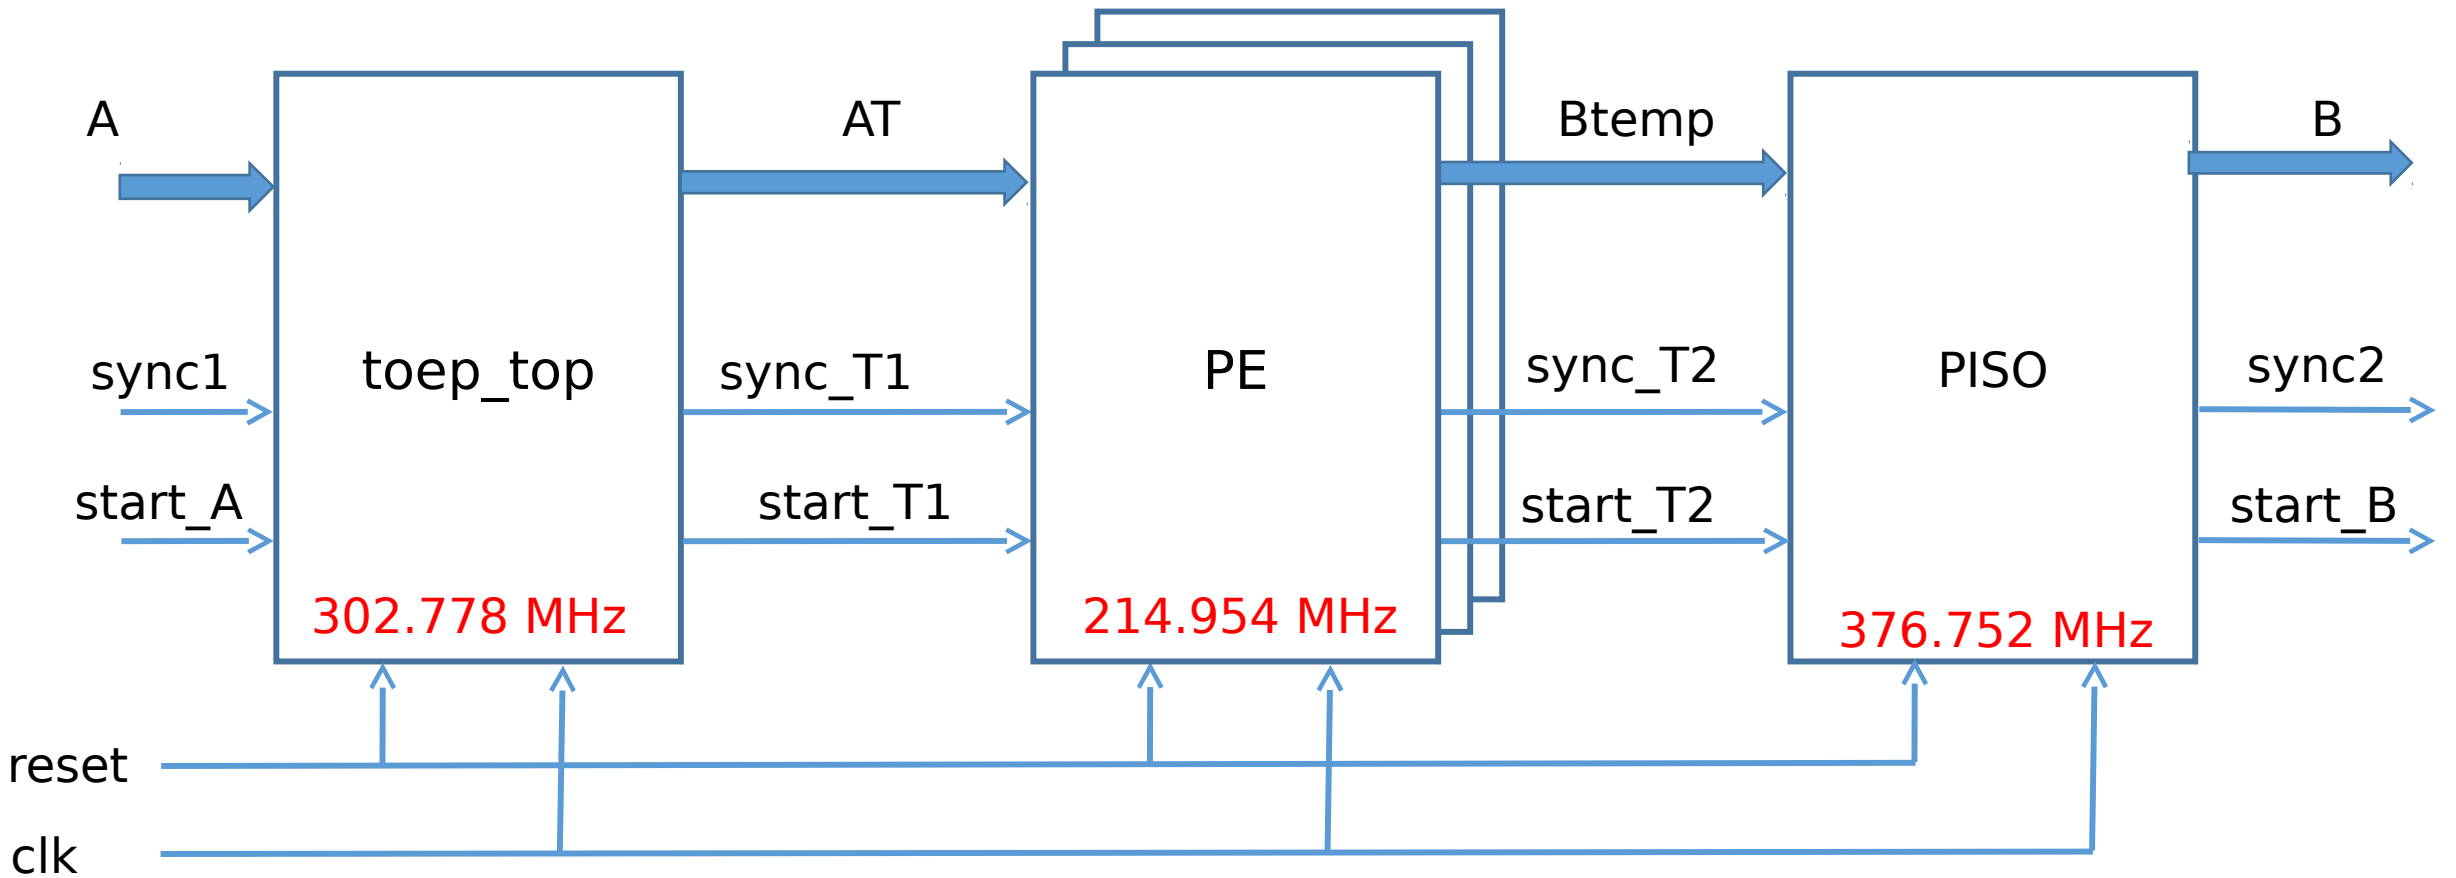 A
AT
Btemp
B
sync1
toep_top
sync_T1
PE
sync_T2
PISO
sync2
start_A
start_T1
start_T2
start_B
302.778 MHz
214.954 MHz
376.752 MHz
reset
clk